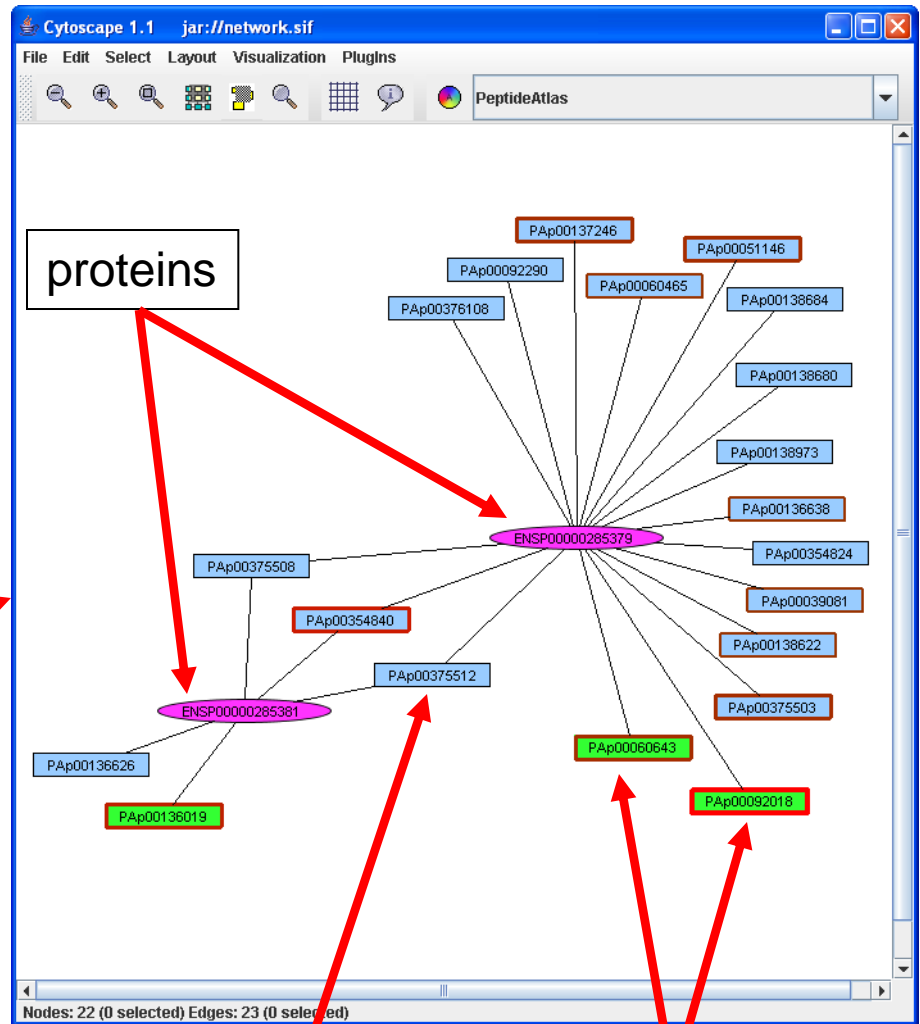 Cytoscape 1.1 jar://network.sif
File Edit Select Layout Visualization PlugIns
PeptideAtlas
proteins
PAp00137246
PAp00051146
PAp00092290
PAp00060465
PAp00376108
PAp00138684
PAp00138680
PAp00138973
PAp00136638
ENSP00000285379
PAp00354824
PAp00375508
PAp00039081
PAp00354840
PAp00138622
PAp00375512
PAp00375503
ENSP00000285381
PAp00060643
PAp00136626
PAp00092018
PAp00136019
Nodes: 22 (0 selected) Edges: 23 (0 selected)